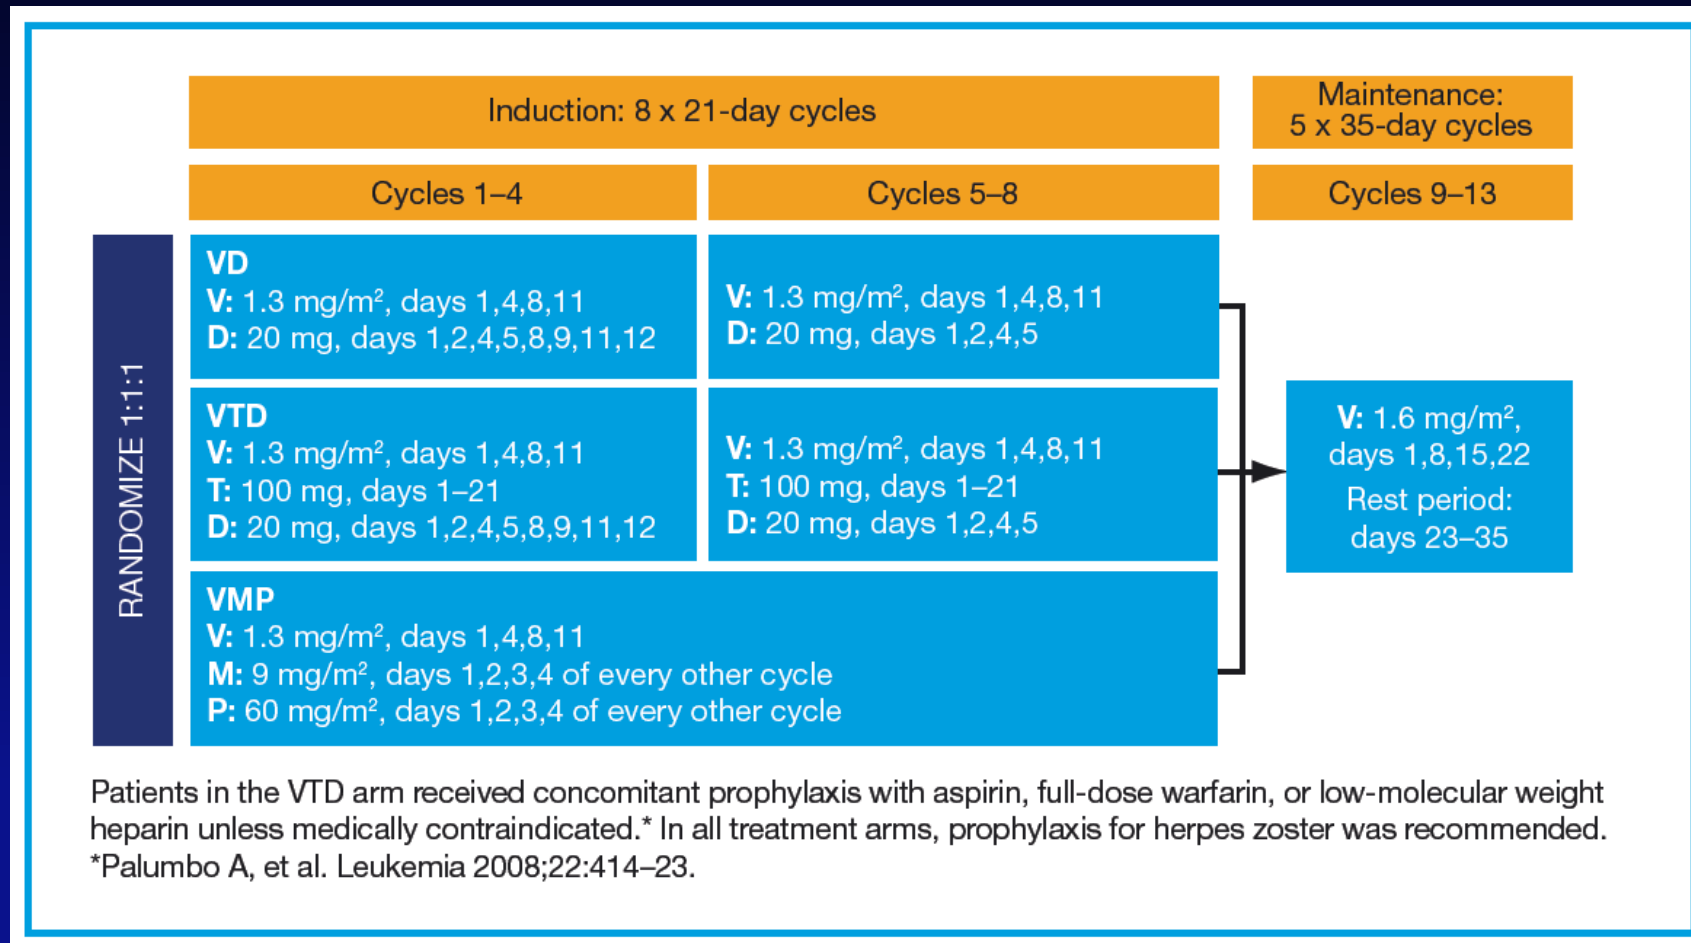 Induction: 8 x 21-day cycles
Maintenance:
5 x 35-day cycles
Cycles 1–4
Cycles 5–8
Cycles 9–13
RANDOMIZE 1:1:1
VD
V: 1.3 mg/m², days 1,4,8,11
D: 20 mg, days 1,2,4,5,8,9,11,12
V: 1.3 mg/m², days 1,4,8,11
D: 20 mg, days 1,2,4,5
VTD
V: 1.3 mg/m², days 1,4,8,11
T: 100 mg, days 1–21
D: 20 mg, days 1,2,4,5,8,9,11,12
V: 1.3 mg/m², days 1,4,8,11
T: 100 mg, days 1–21
D: 20 mg, days 1,2,4,5
VMP
V: 1.3 mg/m², days 1,4,8,11
M: 9 mg/m², days 1,2,3,4 of every other cycle
P: 60 mg/m², days 1,2,3,4 of every other cycle
V: 1.6 mg/m²,
days 1,8,15,22
Rest period:
days 23–35
Patients in the VTD arm received concomitant prophylaxis with aspirin, full-dose warfarin, or low-molecular weight
heparin unless medically contraindicated.* In all treatment arms, prophylaxis for herpes zoster was recommended.
*Palumbo A, et al. Leukemia 2008;22:414–23.